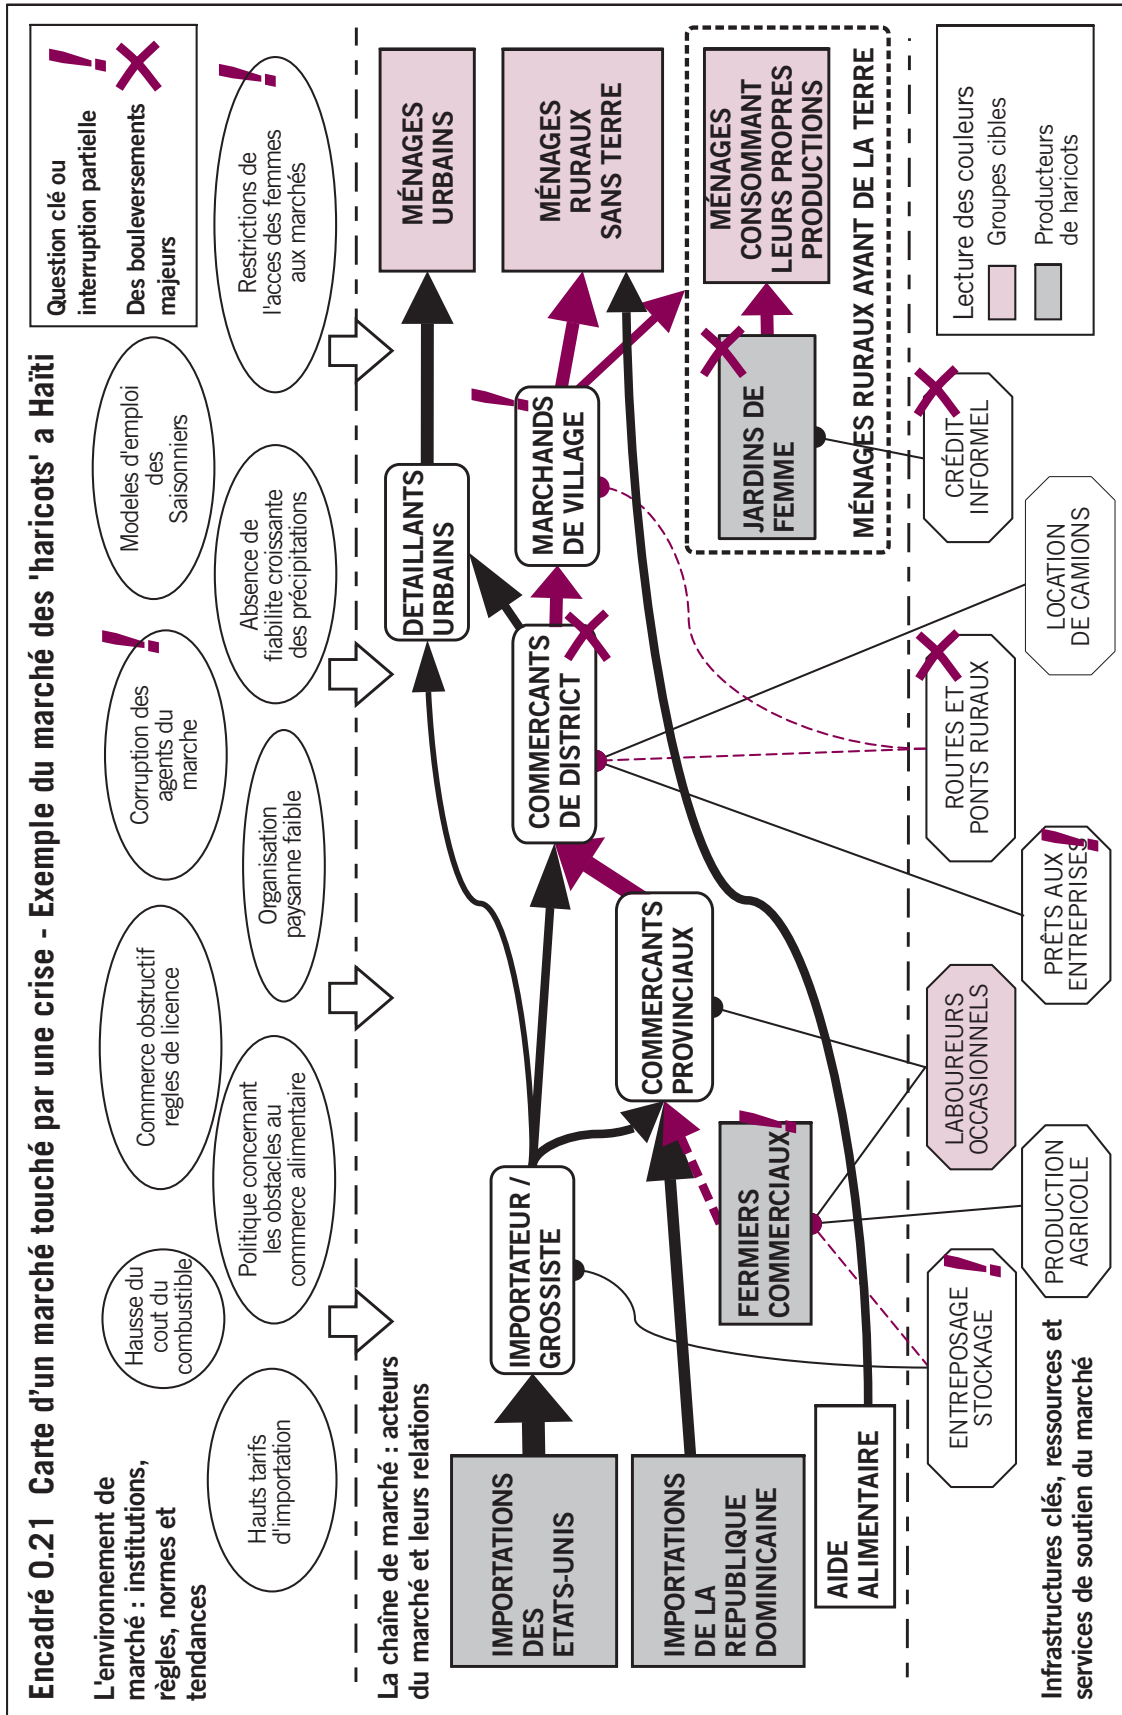 Encadré 0.21 Carte d'un marché touché par une crise - Exemple du marché des 'haricots' a Haïti
L'environnement de
marché : institutions,
règles, normes et
tendances
Hauts tarifs
d'importation
Hausse du
cout du
combustible
Politique concernant
les obstacles au
commerce alimentaire
Commerce obstructif
regles de licence
Organisation
paysanne faible
Corruption des
agents du
marche
Absence de
fiabilite croissante
des précipitations
Modeles d'emploi
des
Saisonniers
Restrictions de
l'acces des femmes
aux marchés
Question clé ou
interruption partielle
Des bouleversements
majeurs
La chaîne de marché : acteurs
du marché et leurs relations
IMPORTATIONS
DES
ETATS-UNIS
IMPORTATIONS
DE LA
REPUBLIQUE
DOMINICAINE
AIDE
ALIMENTAIRE
IMPORTATEUR /
GROSSISTE
FERMIERS
COMMERCIAUX
COMMERCANTS
PROVINCIAUX
COMMERCANTS
DE DISTRICT
DETAILLANTS
URBAINS
MARCHANDS
DE VILLAGE
JARDINS DE
FEMME
MÉNAGES
URBAINS
MÉNAGES
RURAUX
SANS TERRE
MÉNAGES
CONSOMMANT
LEURS PROPRES
PRODUCTIONS
MÉNAGES RURAUX AYANT DE LA TERRE
Infrastructures clés, ressources et
services de soutien du marché
ENTREPOSAGE
STOCKAGE
PRODUCTION
AGRICOLE
LABOUREURS
OCCASIONNELS
PRÊTS AUX
ENTREPRISES
ROUTES ET
PONTS RURAUX
LOCATION
DE CAMIONS
CRÉDIT
INFORMEL
Lecture des couleurs
Groupes cibles
Producteurs
de haricots